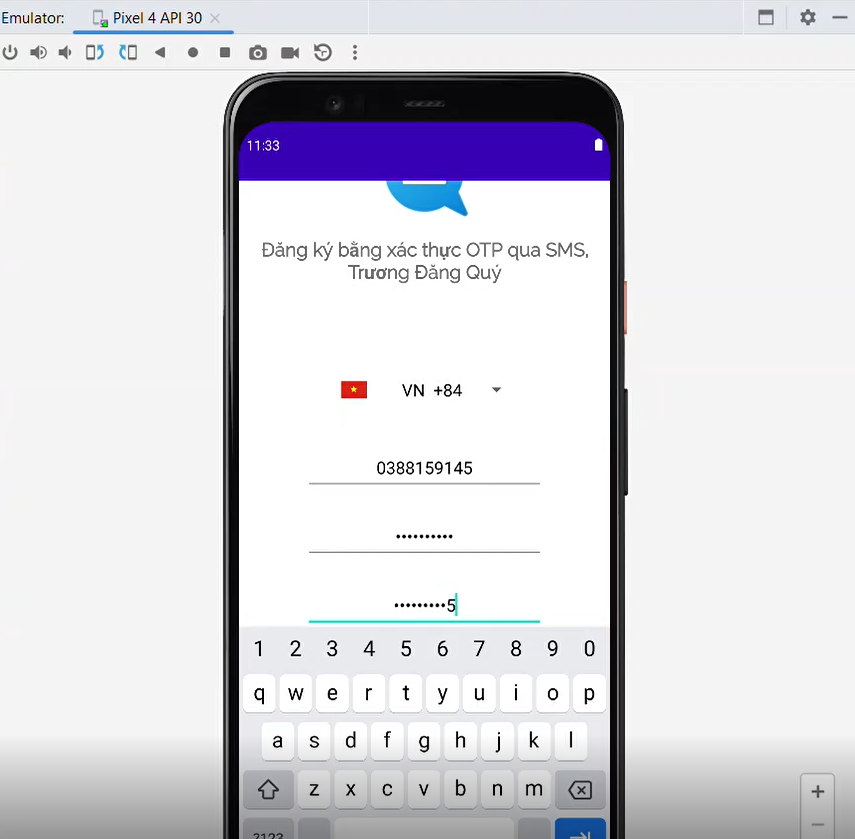 Emulator: Pixel 4 API 30
11:33
Đăng ký bằng xác thực OTP qua SMS,
Trương Đăng Quý
VN +84
0388159145
••••••••••
•••••••••5
1 2 3 4 5 6 7 8 9 0
q w e r t y u i o p
a s d f g h j k l
z x c v b n m
?123